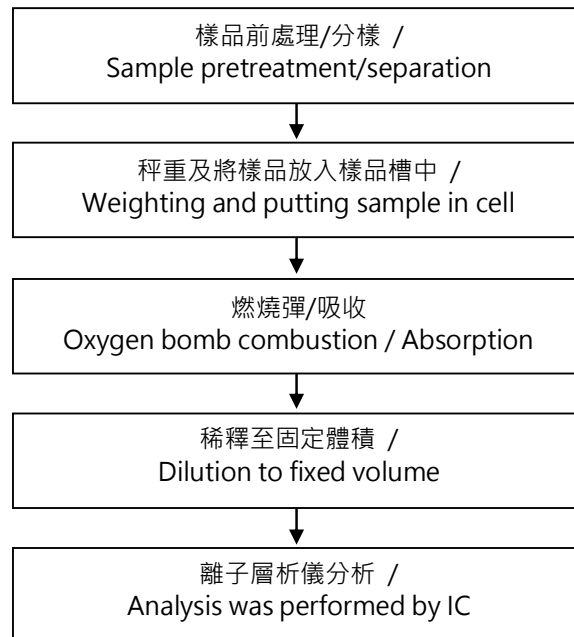 樣品前處理/分樣 /
Sample pretreatment/separation
秤重及將樣品放入樣品槽中 /
Weighting and putting sample in cell
燃燒彈/吸收
Oxygen bomb combustion / Absorption
稀釋至固定體積 /
Dilution to fixed volume
離子層析儀分析 /
Analysis was performed by IC